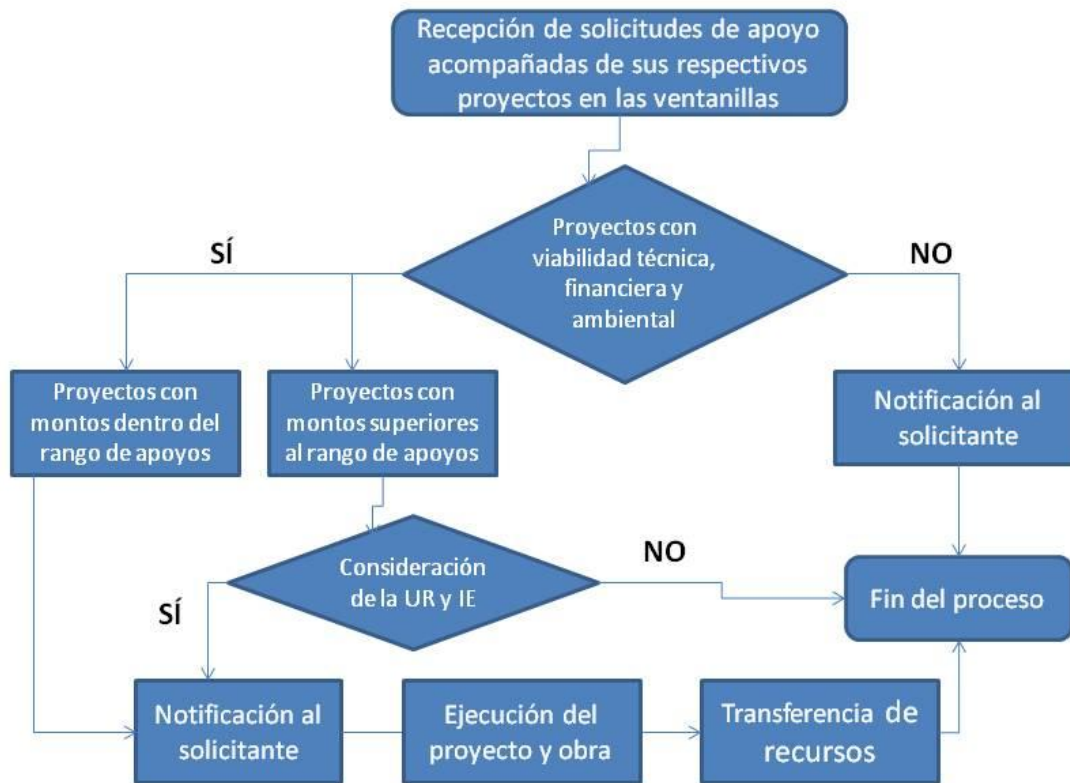 Recepción de solicitudes de apoyo
acompañadas de sus respectivos
proyectos en las ventanillas
Proyectos con
viabilidad técnica,
financiera y
ambiental
SÍ
NO
Proyectos con
montos dentro del
rango de apoyos
Proyectos con
montos superiores
al rango de apoyos
Notificación al
solicitante
Consideración
de la UR y IE
NO
SÍ
Fin del proceso
Notificación al
solicitante
Ejecución del
proyecto y obra
Transferencia de
recursos